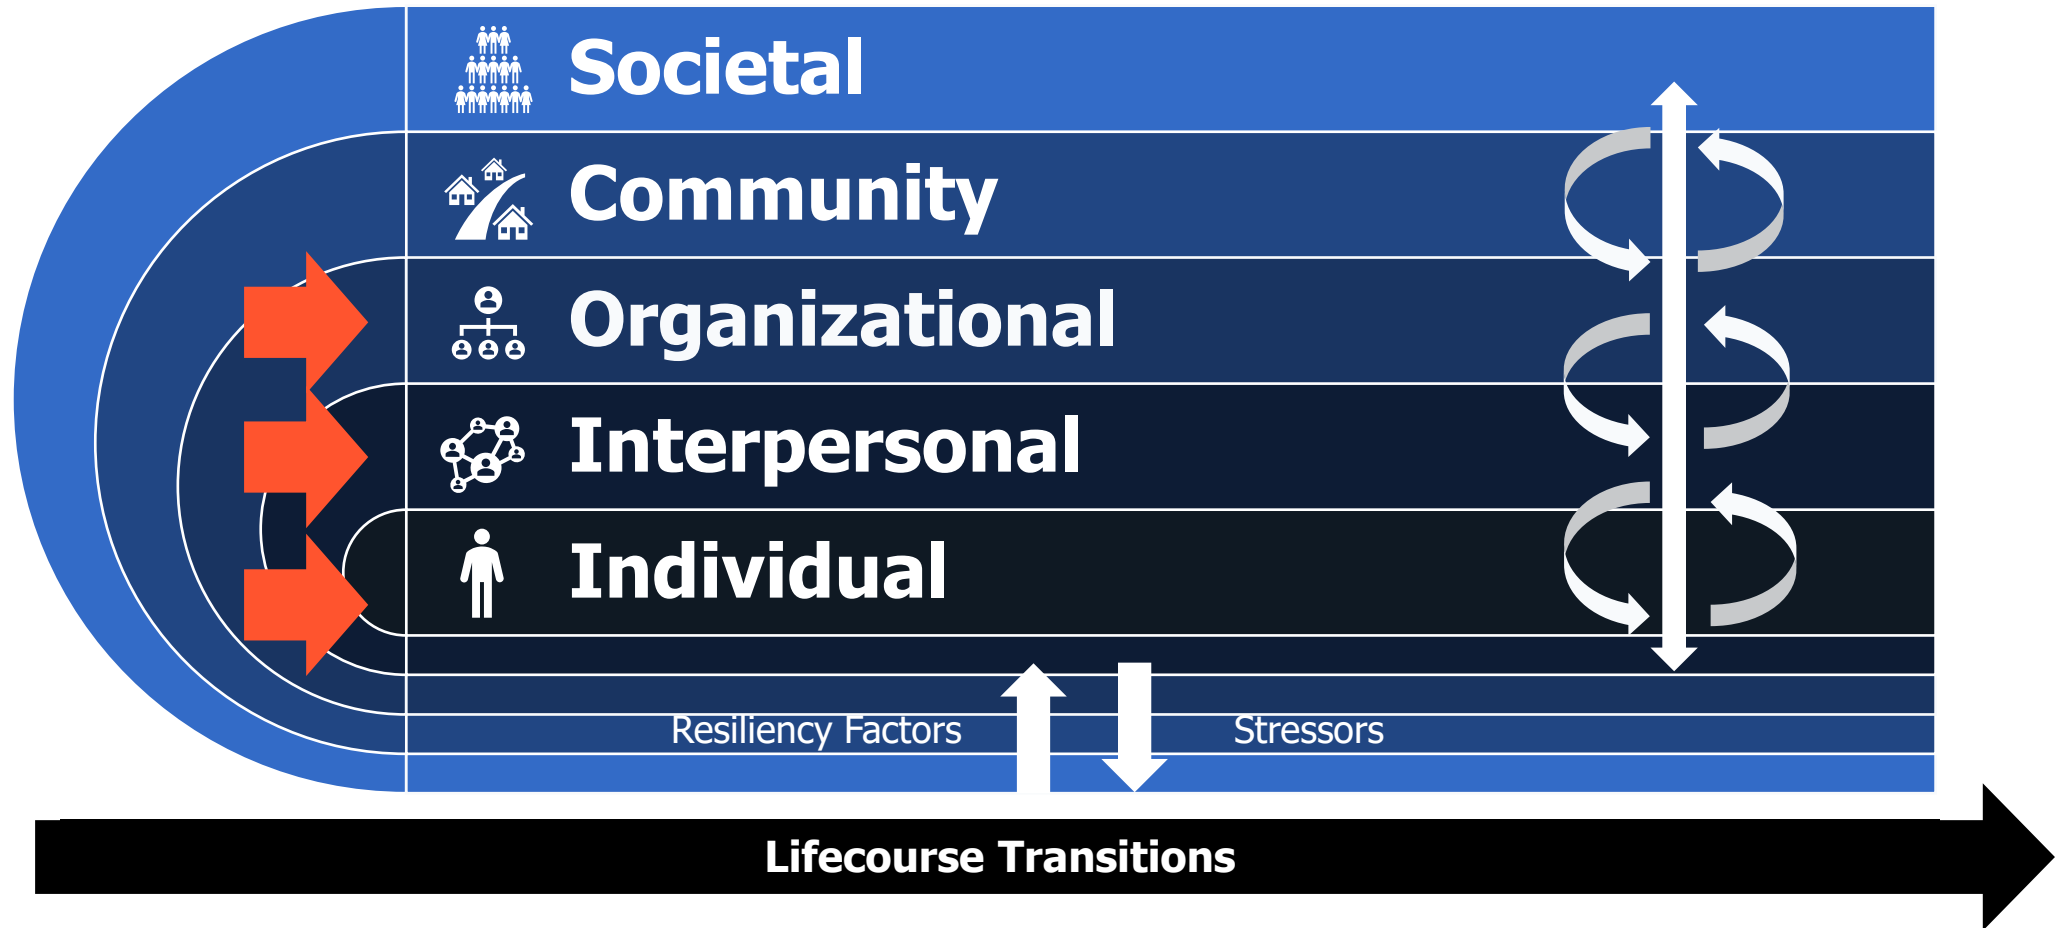 Societal
Community
Organizational
Interpersonal
Individual
Resiliency Factors
Stressors
Lifecourse Transitions